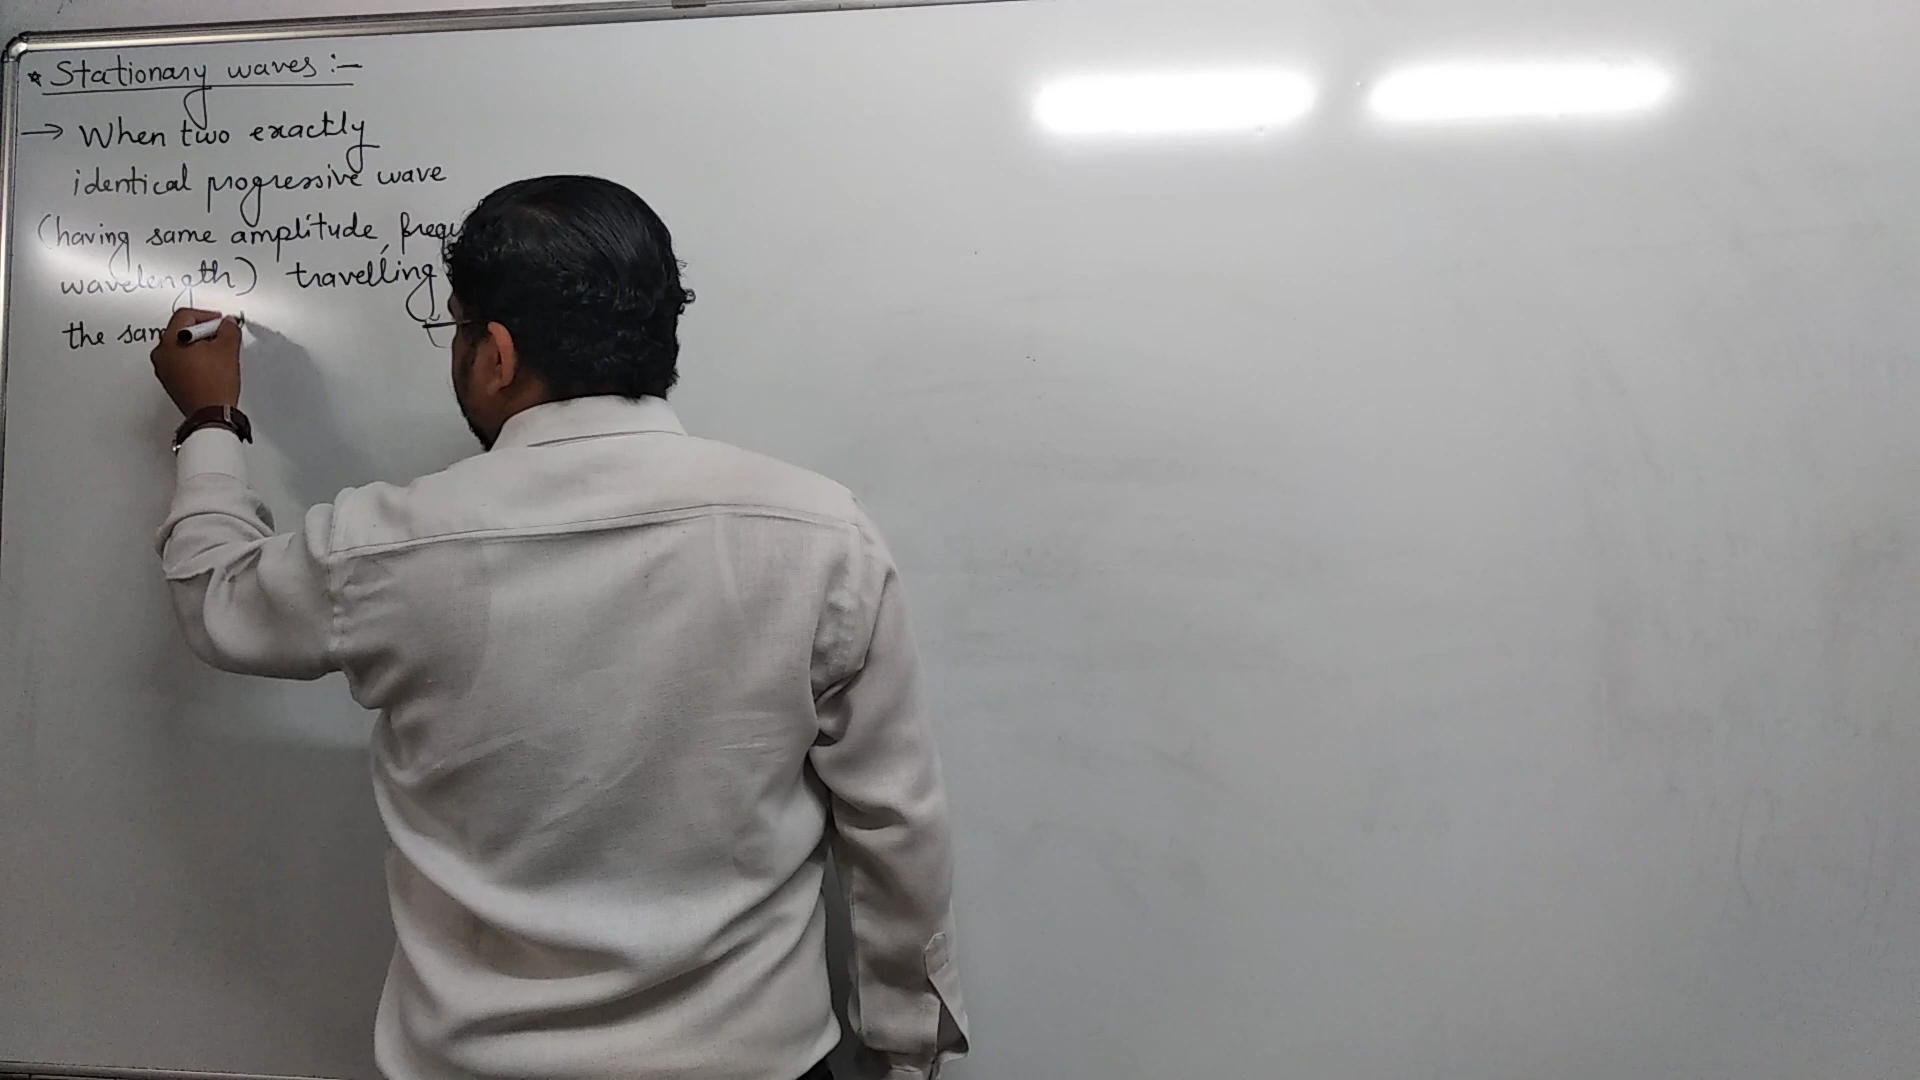 * Stationary waves :-
→ When two exactly
identical progressive wave
(having same amplitude, frequ
wavelength) travelling
the sam